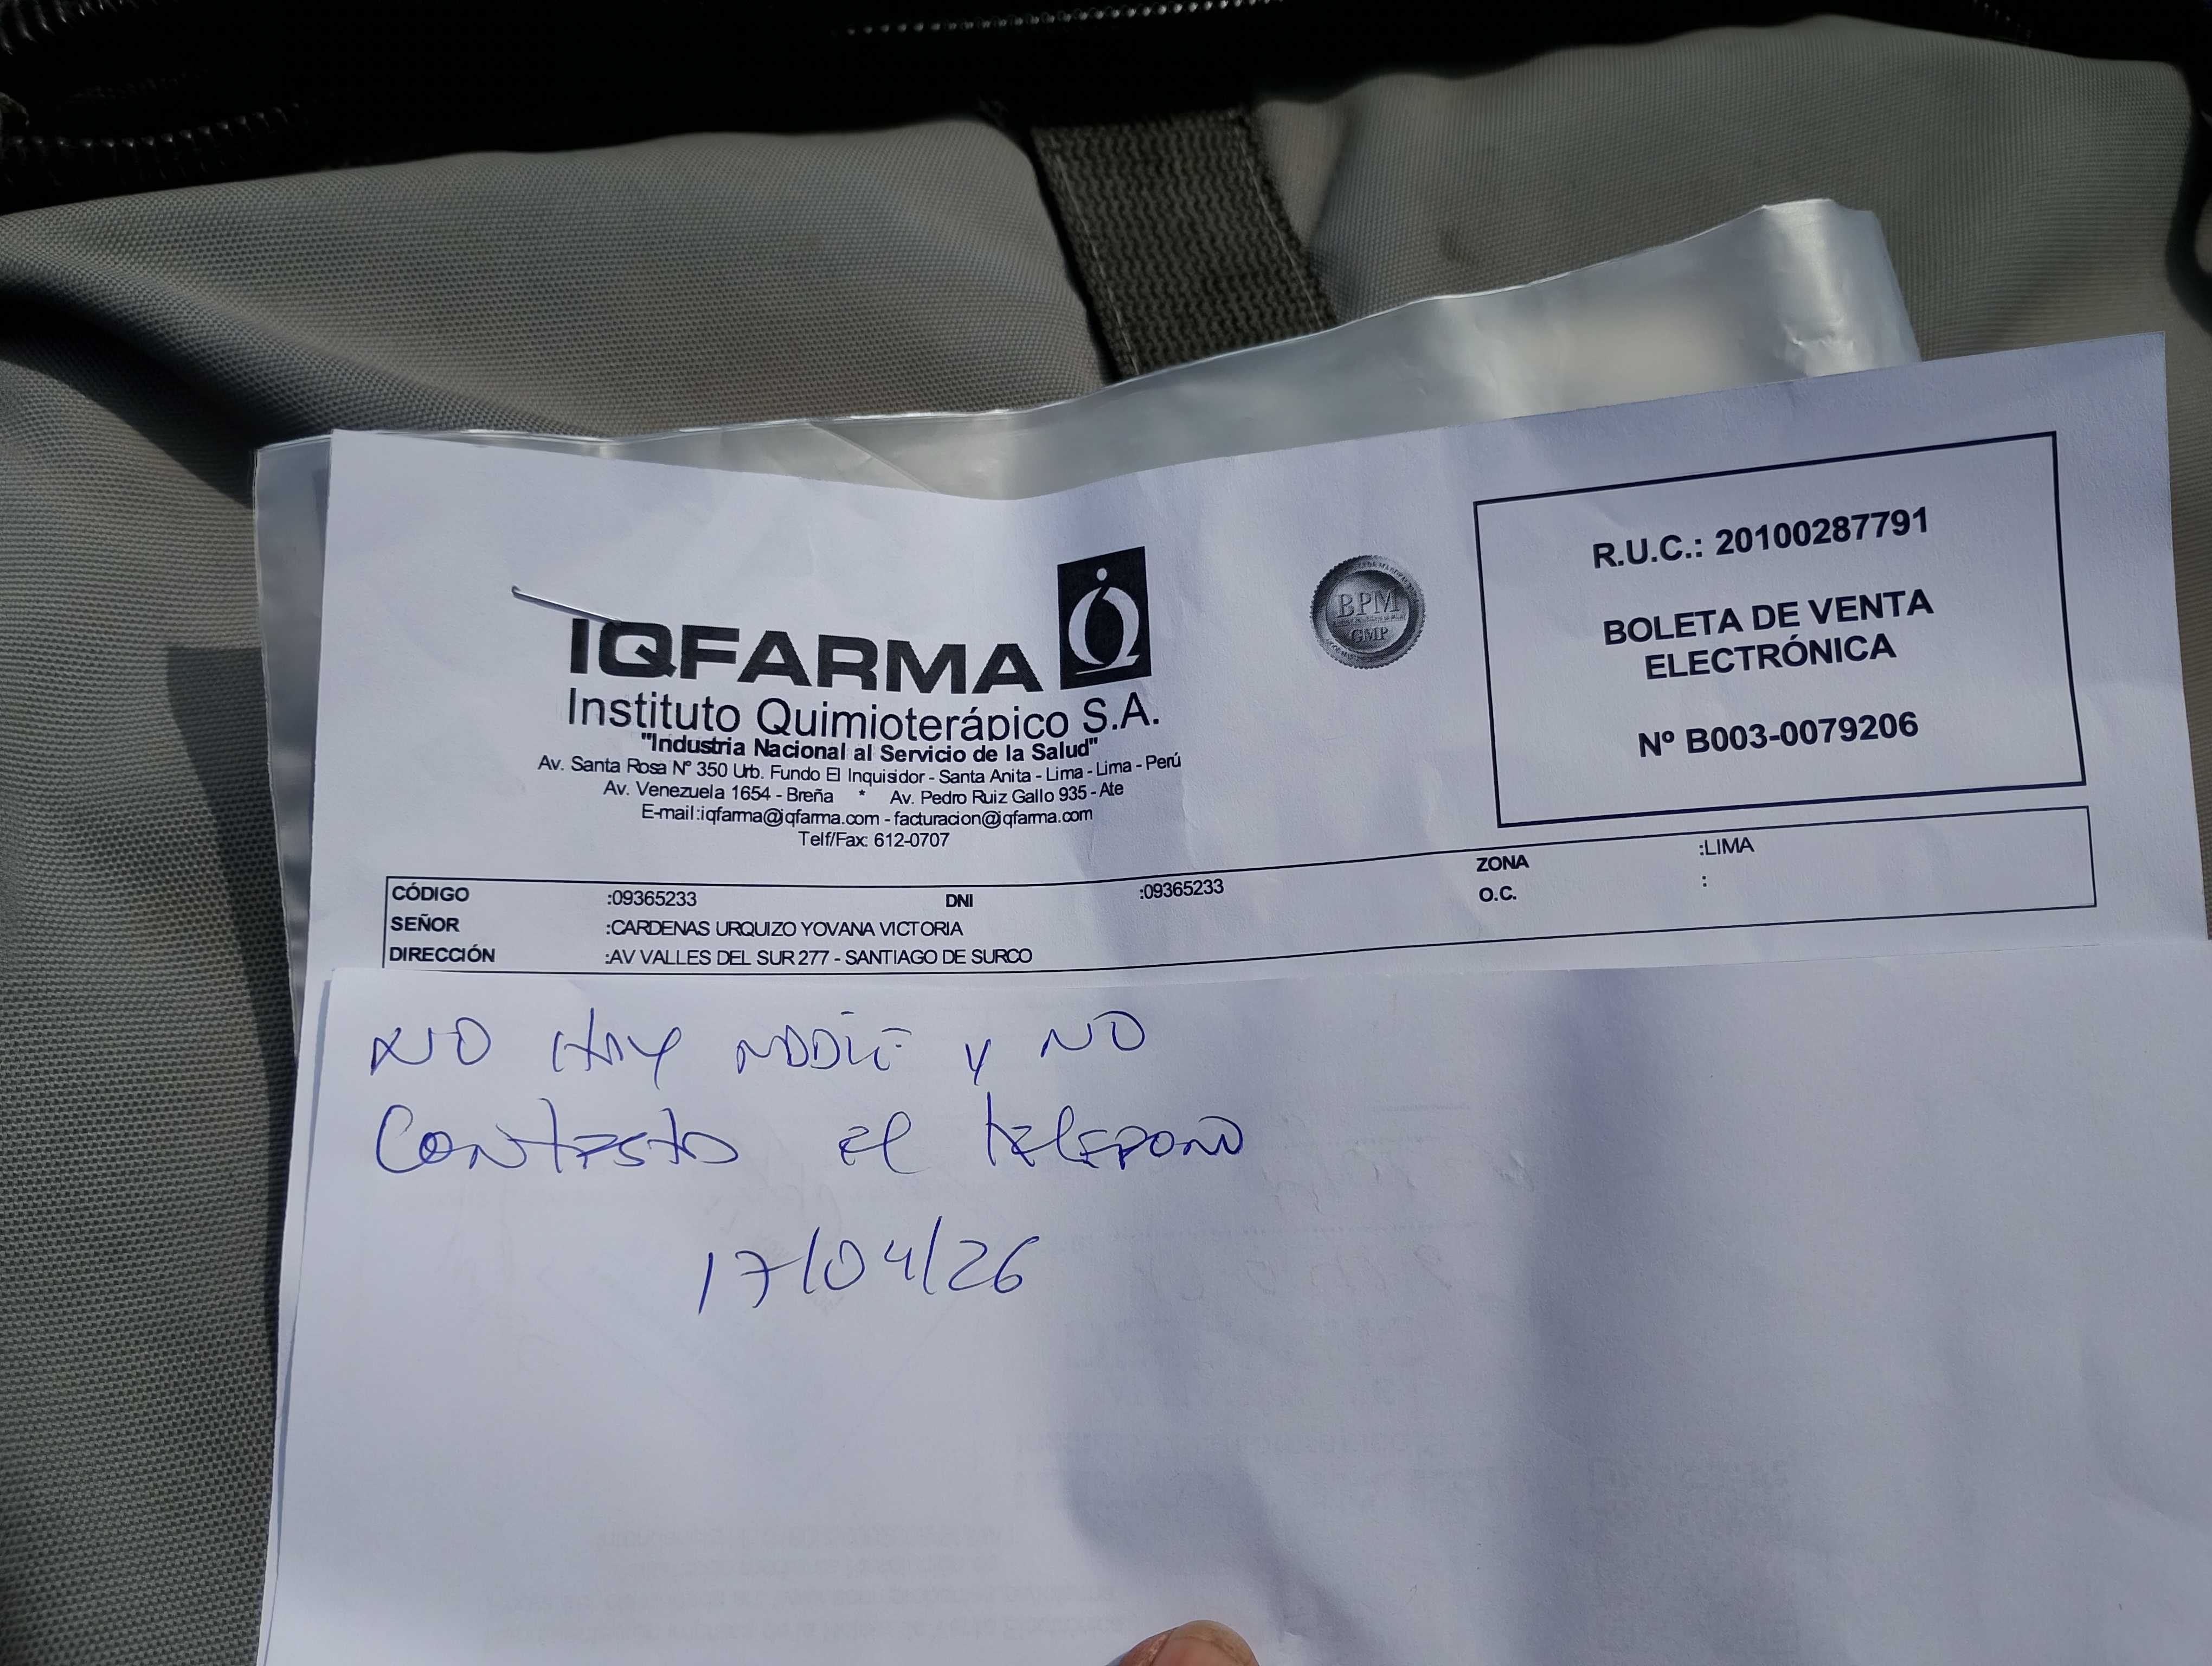 IQFARMA
Instituto Quimioterápico S.A.
"Industria Nacional al Servicio de la Salud"
Av. Santa Rosa Nº 350 Urb. Fundo El Inquisidor - Santa Anita - Lima - Lima - Perú
Av. Venezuela 1654 - Breña * Av. Pedro Ruiz Gallo 935 - Ate
E-mail:iqfarma@iqfarma.com - facturacion@iqfarma.com
Telf/Fax: 612-0707
BPM
GMP
R.U.C.: 20100287791
BOLETA DE VENTA
ELECTRÓNICA
Nº B003-0079206
CÓDIGO :09365233 DNI :09365233 ZONA :LIMA
SEÑOR :CARDENAS URQUIZO YOVANA VICTORIA O.C. :
DIRECCIÓN :AV VALLES DEL SUR 277 - SANTIAGO DE SURCO
NO HAY NADIE Y NO
Contesto el telefono
17/04/26